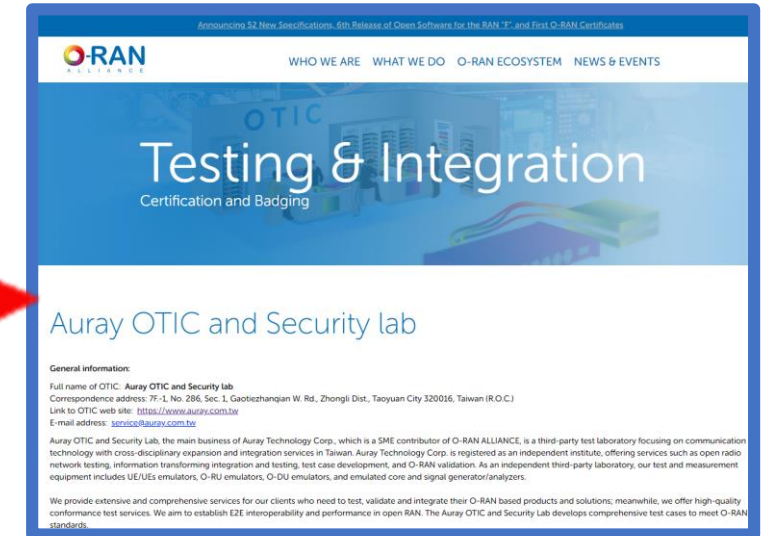 Announcing 52 New Specifications, 6th Release of Open Software for the RAN "F", and First O-RAN Certificates
O-RAN
ALLIANCE
WHO WE ARE WHAT WE DO O-RAN ECOSYSTEM NEWS & EVENTS
OTIC
Testing & Integration
Certification and Badging
Auray OTIC and Security lab
General information:
Full name of OTIC: Auray OTIC and Security lab
Correspondence address: 7F.-1, No. 286, Sec. 1, Gaotiezhanqian W. Rd., Zhongli Dist., Taoyuan City 320016, Taiwan (R.O.C.)
Link to OTIC web site: https://www.auray.com.tw
E-mail address: service@auray.com.tw
Auray OTIC and Security Lab, the main business of Auray Technology Corp., which is a SME contributor of O-RAN ALLIANCE, is a third-party test laboratory focusing on communication
technology with cross-disciplinary expansion and integration services in Taiwan. Auray Technology Corp. is registered as an independent institute, offering services such as open radio
network testing, information transforming integration and testing, test case development, and O-RAN validation. As an independent third-party laboratory, our test and measurement
equipment includes UE/UEs emulators, O-RU emulators, O-DU emulators, and emulated core and signal generator/analyzers.
We provide extensive and comprehensive services for our clients who need to test, validate and integrate their O-RAN based products and solutions; meanwhile, we offer high-quality
conformance test services. We aim to establish E2E interoperability and performance in open RAN. The Auray OTIC and Security Lab develops comprehensive test cases to meet O-RAN
standards.